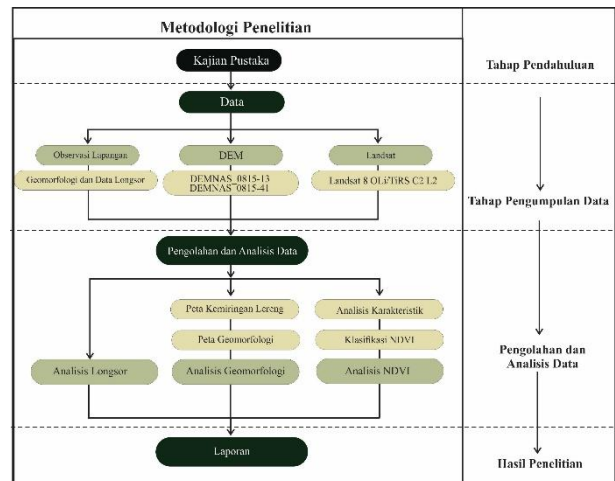 Metodologi Penelitian
Kajian Pustaka
Tahap Pendahuluan
Data
Observasi Lapangan
DEM
Landsat
Geomorfologi dan Data Longsor
DEMNAS_0815-13
DEMNAS_0815-41
Landsat 8 OLi/TiRS C2 L2
Tahap Pengumpulan Data
Pengolahan dan Analisis Data
Peta Kemiringan Lereng
Analisis Karakteristik
Peta Geomorfologi
Klasifikasi NDVI
Pengolahan dan
Analisis Data
Analisis Longsor
Analisis Geomorfologi
Analisis NDVI
Laporan
Hasil Penelitian